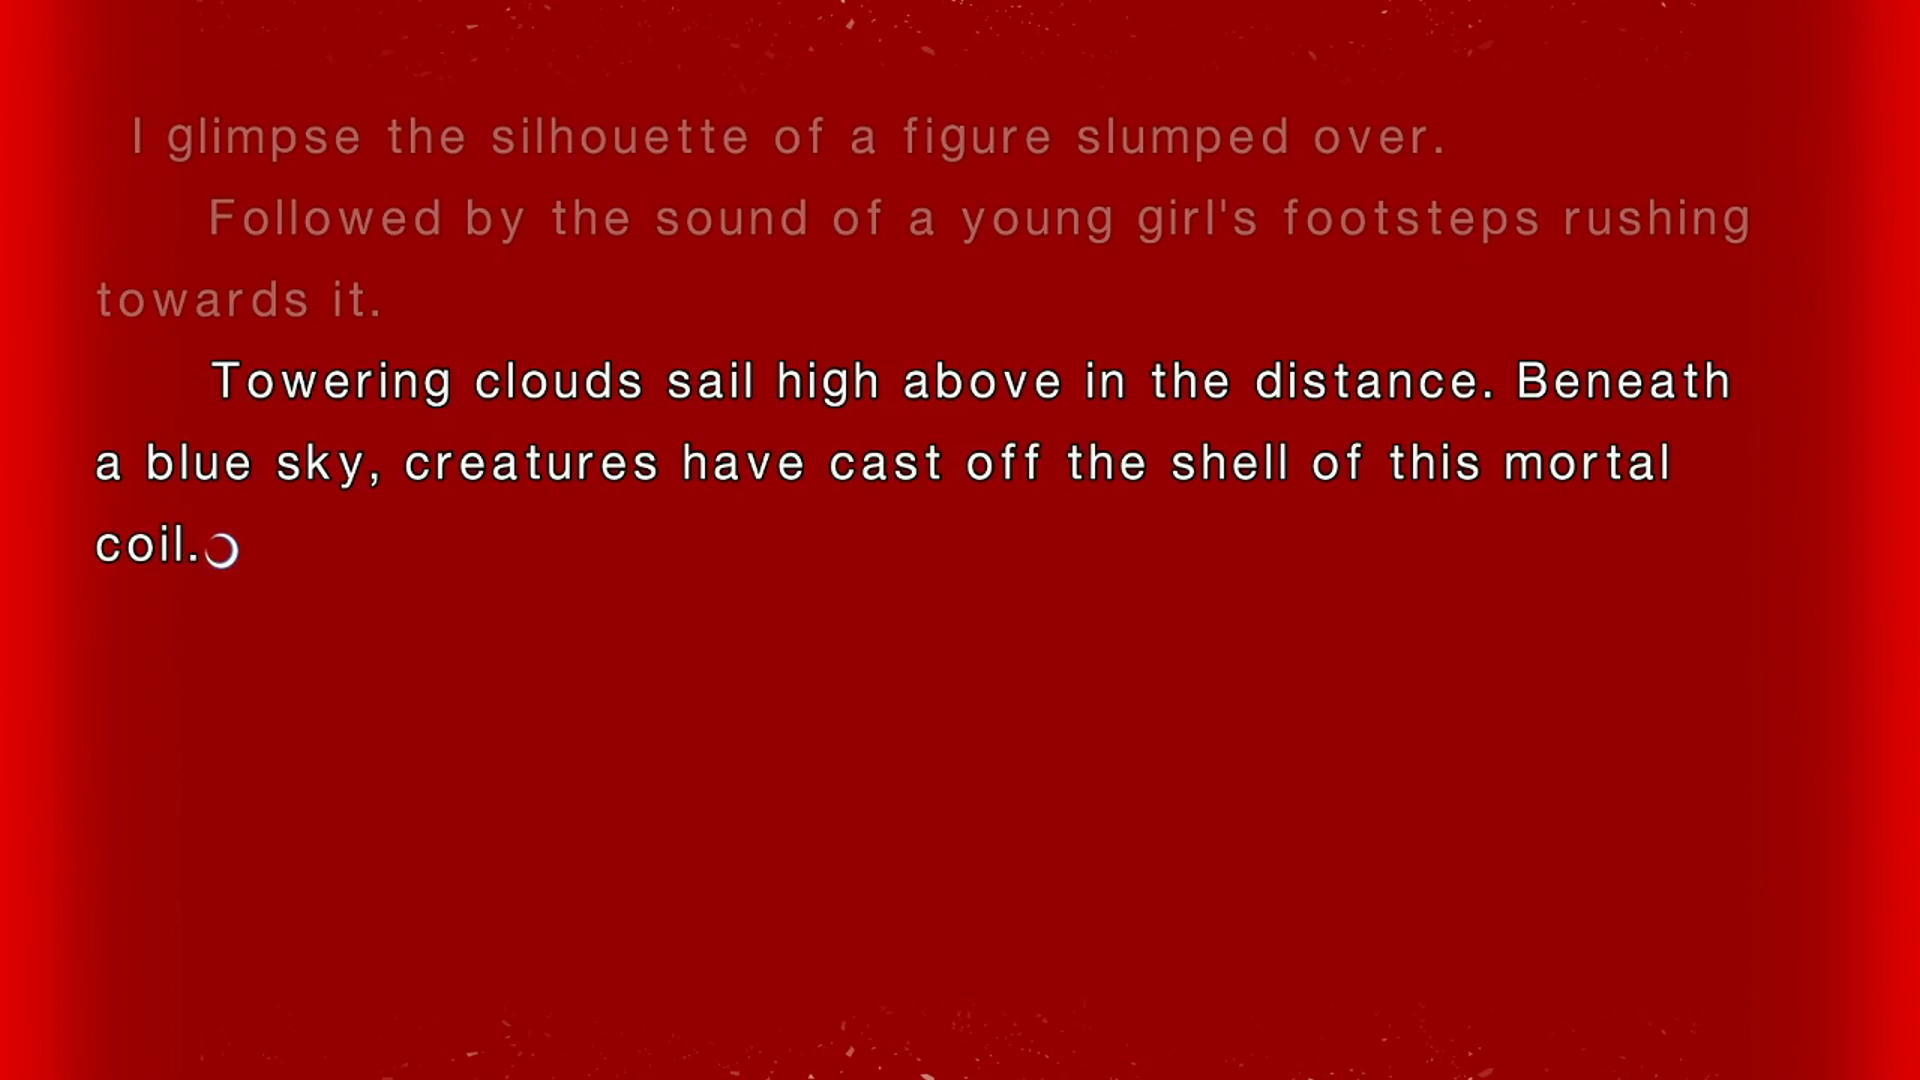 I glimpse the silhouette of a figure slumped over.
Followed by the sound of a young girl's footsteps rushing
towards it.
Towering clouds sail high above in the distance. Beneath
a blue sky, creatures have cast off the shell of this mortal
coil.